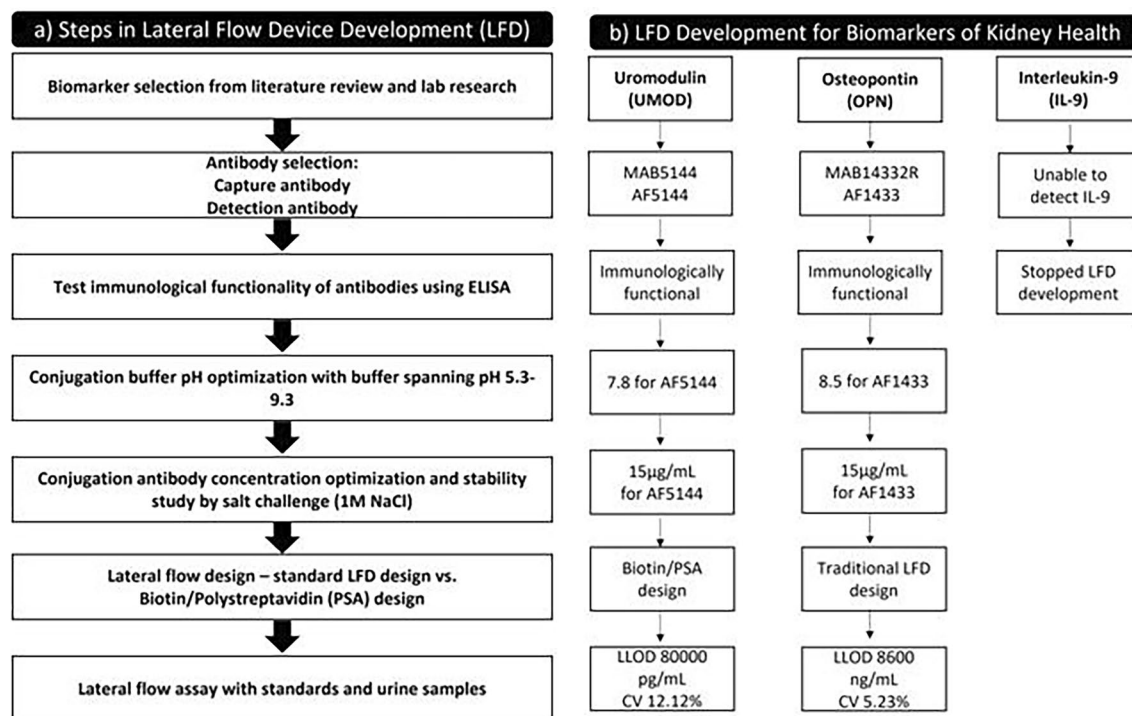 a) Steps in Lateral Flow Device Development (LFD)
Biomarker selection from literature review and lab research
Antibody selection:
Capture antibody
Detection antibody
Test immunological functionality of antibodies using ELISA
Conjugation buffer pH optimization with buffer spanning pH 5.3-
9.3
Conjugation antibody concentration optimization and stability
study by salt challenge (1M NaCl)
Lateral flow design – standard LFD design vs.
Biotin/Polystreptavidin (PSA) design
Lateral flow assay with standards and urine samples
b) LFD Development for Biomarkers of Kidney Health
Uromodulin
(UMOD)
MAB5144
AF5144
Immunologically
functional
7.8 for AF5144
15µg/mL
for AF5144
Biotin/PSA
design
LLOD 80000
pg/mL
CV 12.12%
Osteopontin
(OPN)
MAB14332R
AF1433
Immunologically
functional
8.5 for AF1433
15µg/mL
for AF1433
Traditional LFD
design
LLOD 8600
ng/mL
CV 5.23%
Interleukin-9
(IL-9)
Unable to
detect IL-9
Stopped LFD
development